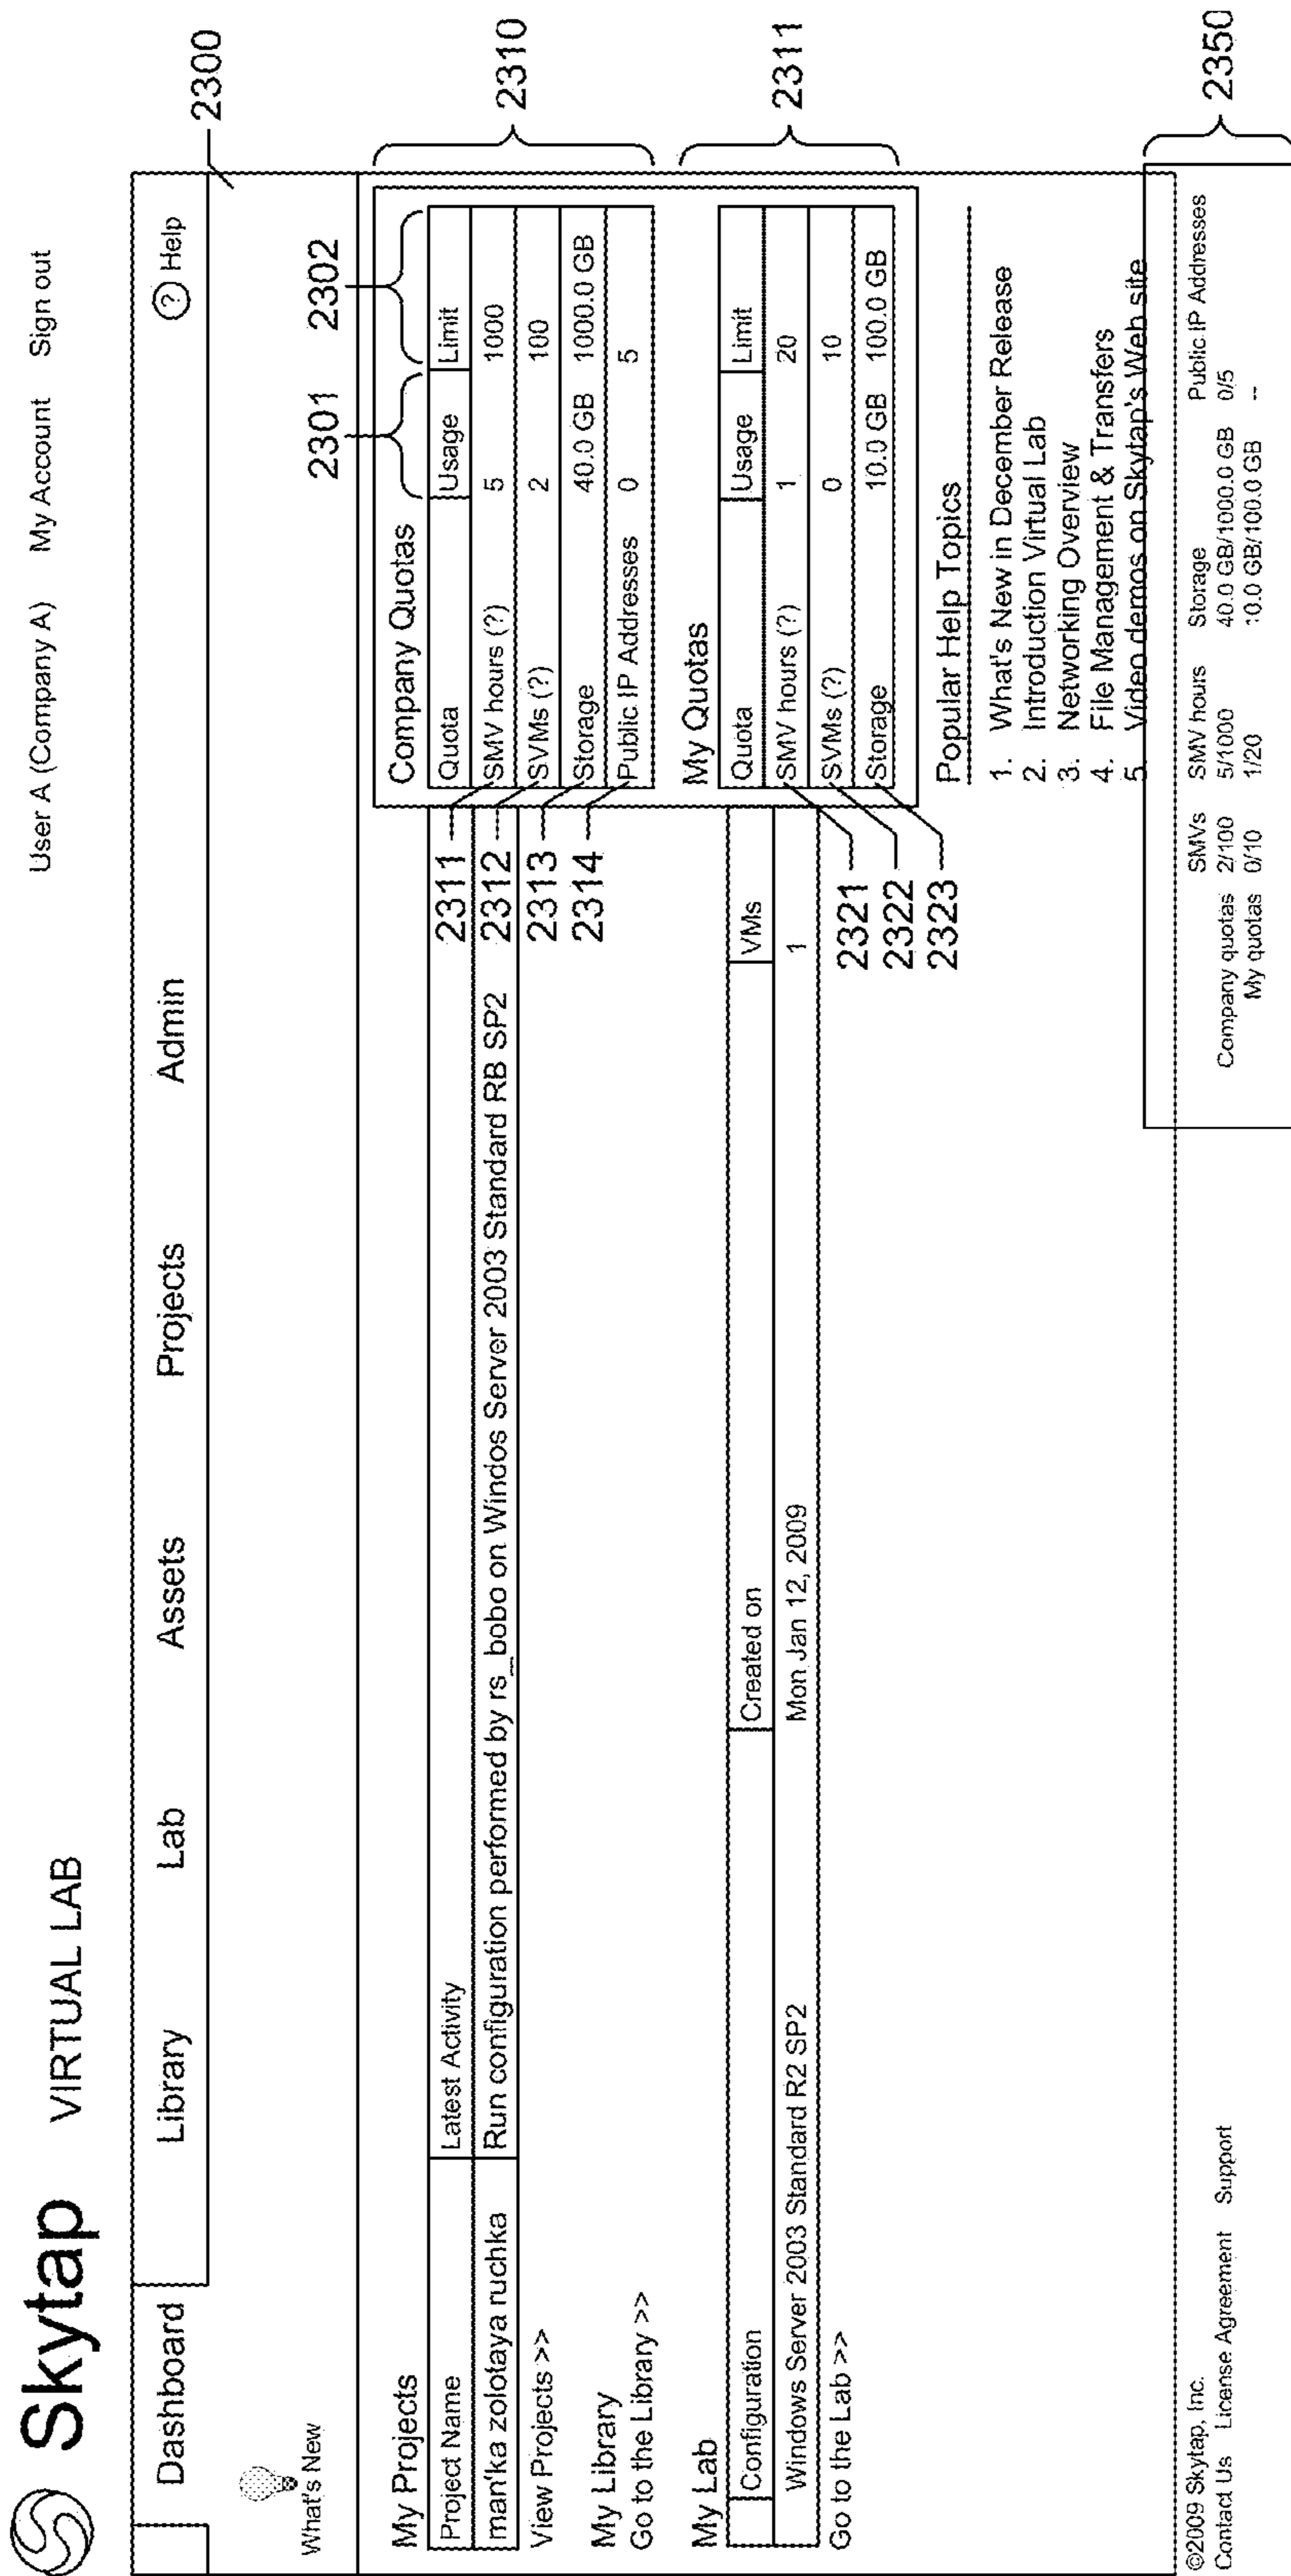 Skytap VIRTUAL LAB
User A (Company A) My Account Sign out
Dashboard Library Lab Assets Projects Admin ? Help
2300
What's New
2301 2302
My Projects
Project Name Latest Activity
man'ka zolotaya ruchka Run configuration performed by rs_bobo on Windos Server 2003 Standard RB SP2
View Projects >>
My Library
Go to the Library >>
My Lab
Configuration Created on VMs
Windows Server 2003 Standard R2 SP2 Mon Jan 12, 2009 1
Go to the Lab >>
Company Quotas
Quota Usage Limit
2311 SMV hours (?) 5 1000
2312 SVMs (?) 2 100
2313 Storage 40.0 GB 1000.0 GB
2314 Public IP Addresses 0 5
2310
My Quotas
Quota Usage Limit
2321 SMV hours (?) 1 20
2322 SVMs (?) 0 10
2323 Storage 10.0 GB 100.0 GB
2311
Popular Help Topics
1. What's New in December Release
2. Introduction Virtual Lab
3. Networking Overview
4. File Management & Transfers
5. Video demos on Skytap's Web site
©2009 Skytap, Inc.
Contact Us License Agreement Support
SMVs SMV hours Storage Public IP Addresses
Company quotas 2/100 5/1000 40.0 GB/1000.0 GB 0/5
My quotas 0/10 1/20 10.0 GB/100.0 GB --
2350